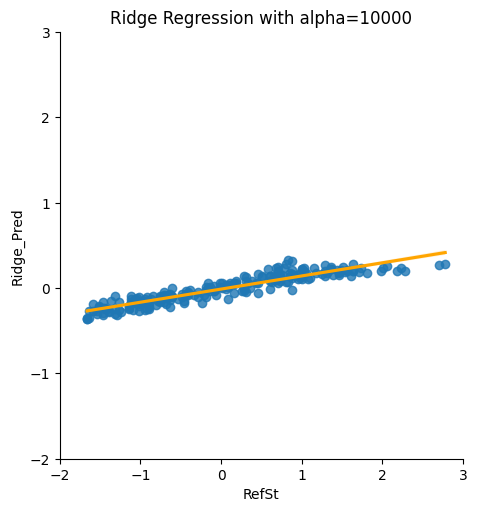 Ridge Regression with alpha=10000
3
2
1
0
−1
−2
Ridge_Pred
−2 −1 0 1 2 3
RefSt